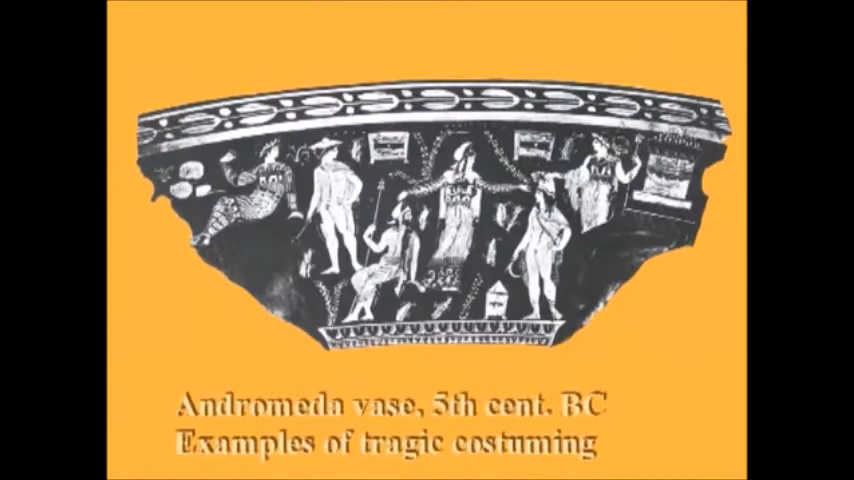 Andromeda vase, 5th cent. BC
Examples of tragic costuming